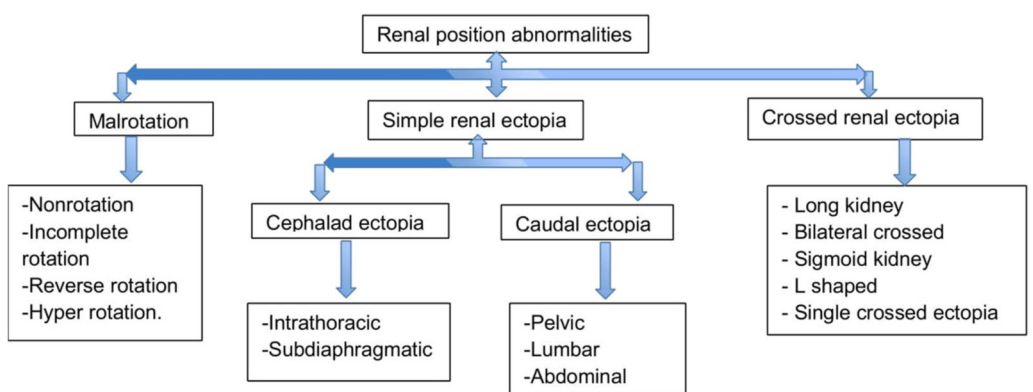 Renal position abnormalities
Malrotation
Simple renal ectopia
Crossed renal ectopia
-Nonrotation
-Incomplete
rotation
-Reverse rotation
-Hyper rotation.
Cephalad ectopia
Caudal ectopia
- Long kidney
- Bilateral crossed
- Sigmoid kidney
- L shaped
- Single crossed ectopia
-Intrathoracic
-Subdiaphragmatic
-Pelvic
-Lumbar
-Abdominal